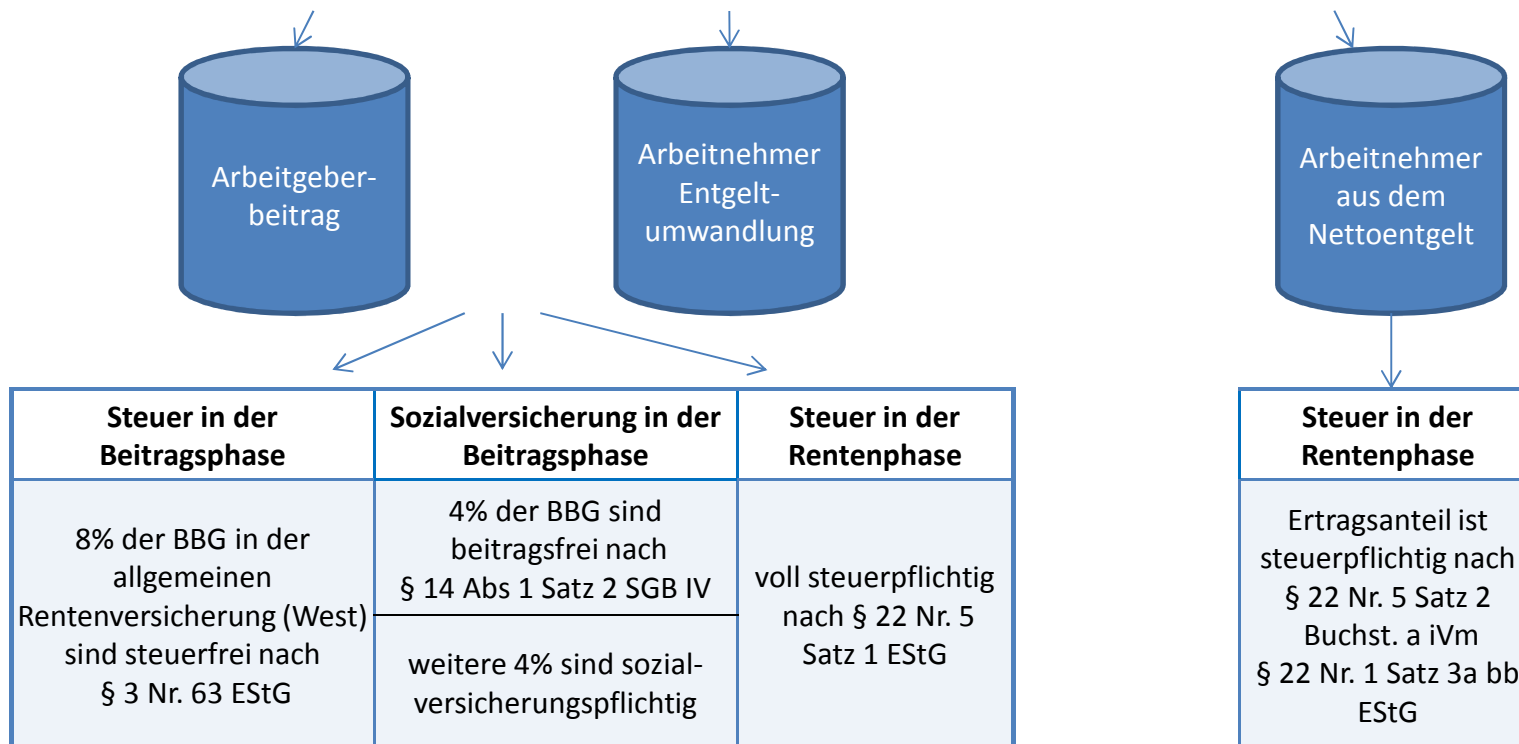 Arbeitgeber-
beitrag
Arbeitnehmer
Entgelt-
umwandlung
Arbeitnehmer
aus dem
Nettoentgelt
Steuer in der
Beitragsphase
Sozialversicherung in der
Beitragsphase
Steuer in der
Rentenphase
8% der BBG in der
allgemeinen
Rentenversicherung (West)
sind steuerfrei nach
§ 3 Nr. 63 EStG
4% der BBG sind
beitragsfrei nach
§ 14 Abs 1 Satz 2 SGB IV
weitere 4% sind sozial-
versicherungspflichtig
voll steuerpflichtig
nach § 22 Nr. 5
Satz 1 EStG
Steuer in der
Rentenphase
Ertragsanteil ist
steuerpflichtig nach
§ 22 Nr. 5 Satz 2
Buchst. a iVm
§ 22 Nr. 1 Satz 3a bb
EStG